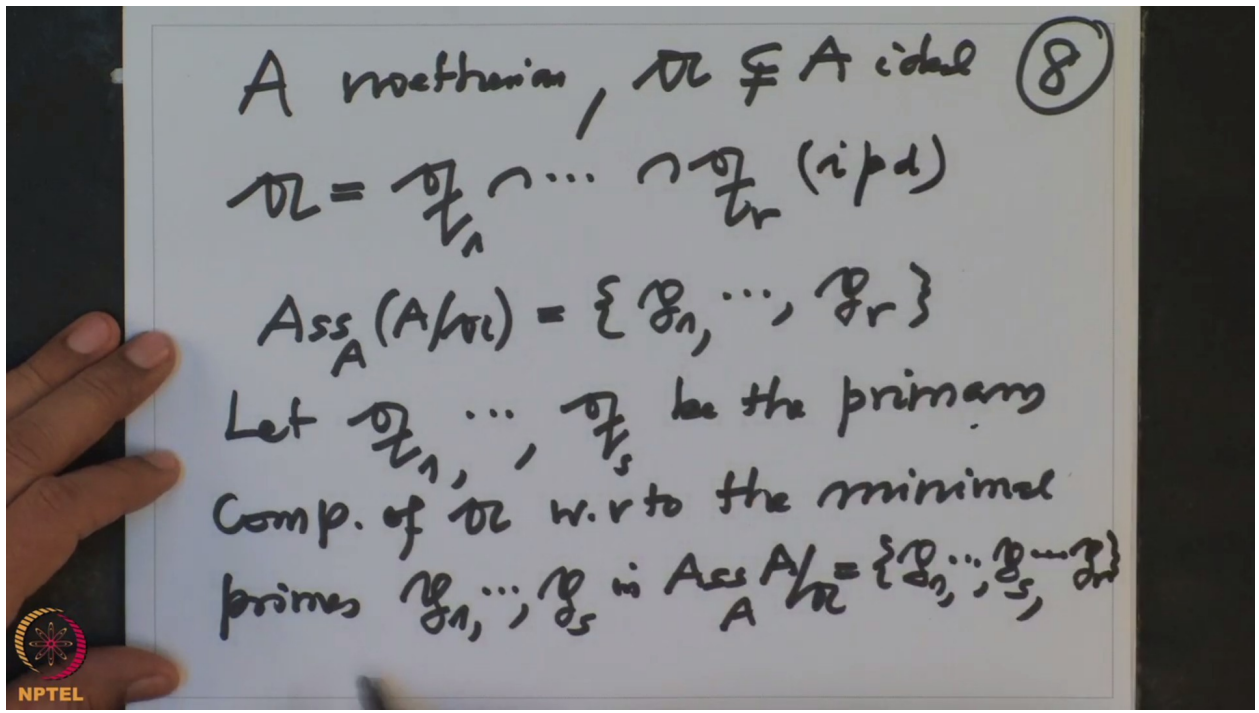 A noetherian, 𝔞 ⊊ A ideal ⑧
𝔞 = 𝔮₁ ∩ ⋯ ∩ 𝔮ᵣ (ipd)
Ass_A (A/𝔞) = {𝔭₁, ⋯, 𝔭ᵣ}
Let 𝔮₁, ⋯, 𝔮ₛ be the primary
Comp. of 𝔞 w.r to the minimal
primes 𝔭₁, ⋯, 𝔭ₛ in Ass_A A/𝔞 = {𝔭₁, ⋯, 𝔭ₛ, ⋯ 𝔭ᵣ}
NPTEL